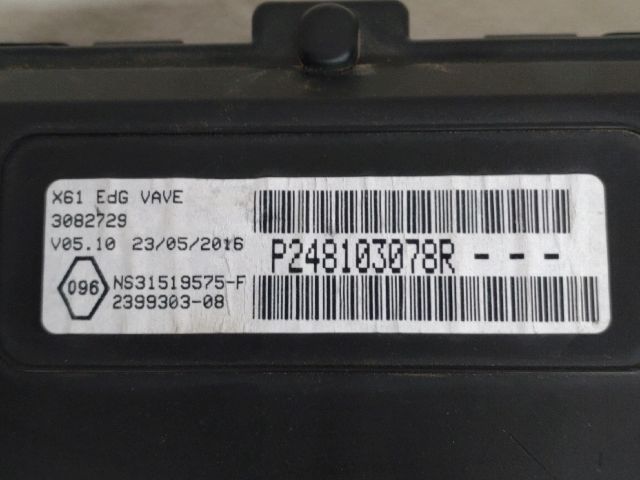 X61 EdG VAVE
3082729
V05.10 23/05/2016
P248103078R - - -
096
NS31519575-F
2399303-08